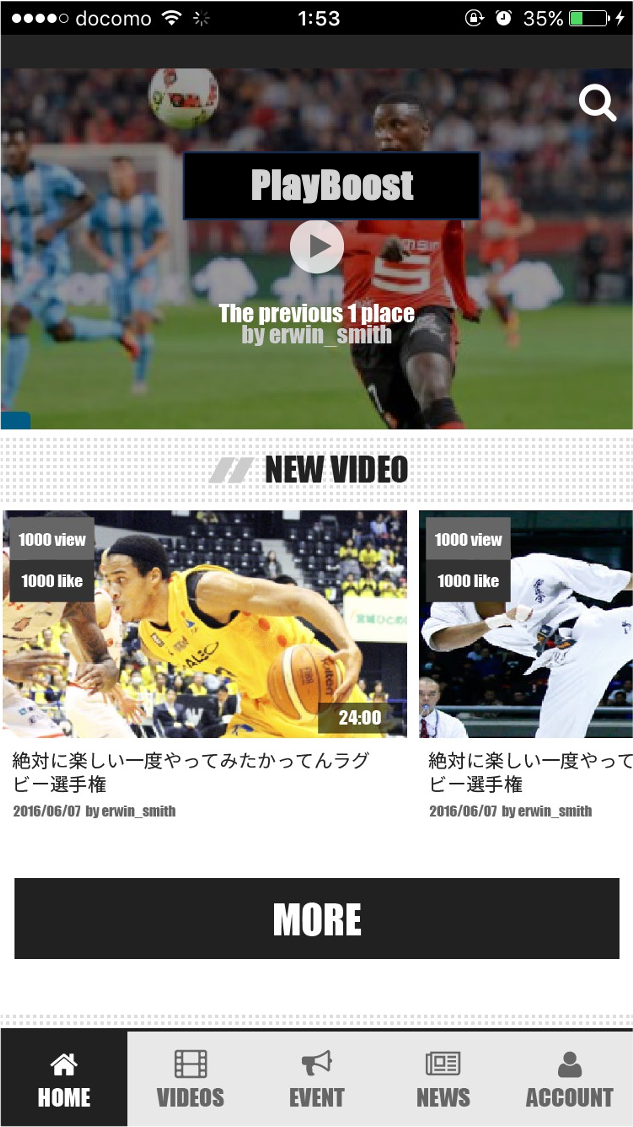 docomo 1:53 35%
PlayBoost
The previous 1 place
by erwin_smith
NEW VIDEO
1000 view
1000 like
24:00
絶対に楽しい一度やってみたかってんラグ
ビー選手権
2016/06/07 by erwin_smith
1000 view
1000 like
絶対に楽しい一度やって
ビー選手権
2016/06/07 by erwin_smith
MORE
HOME VIDEOS EVENT NEWS ACCOUNT